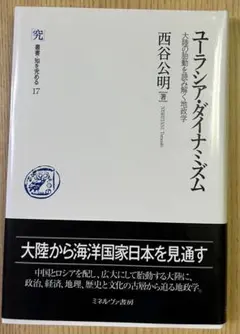 究
叢書・知を究める
17
ユーラシア・ダイナミズム
大陸の胎動を読み解く地政学
西谷公明[著]
大陸から海洋国家日本を見通す
中国とロシアを配し、広大にして胎動する大陸に、
政治、経済、地理、歴史と文化の古層から迫る地政学。
ミネルヴァ書房